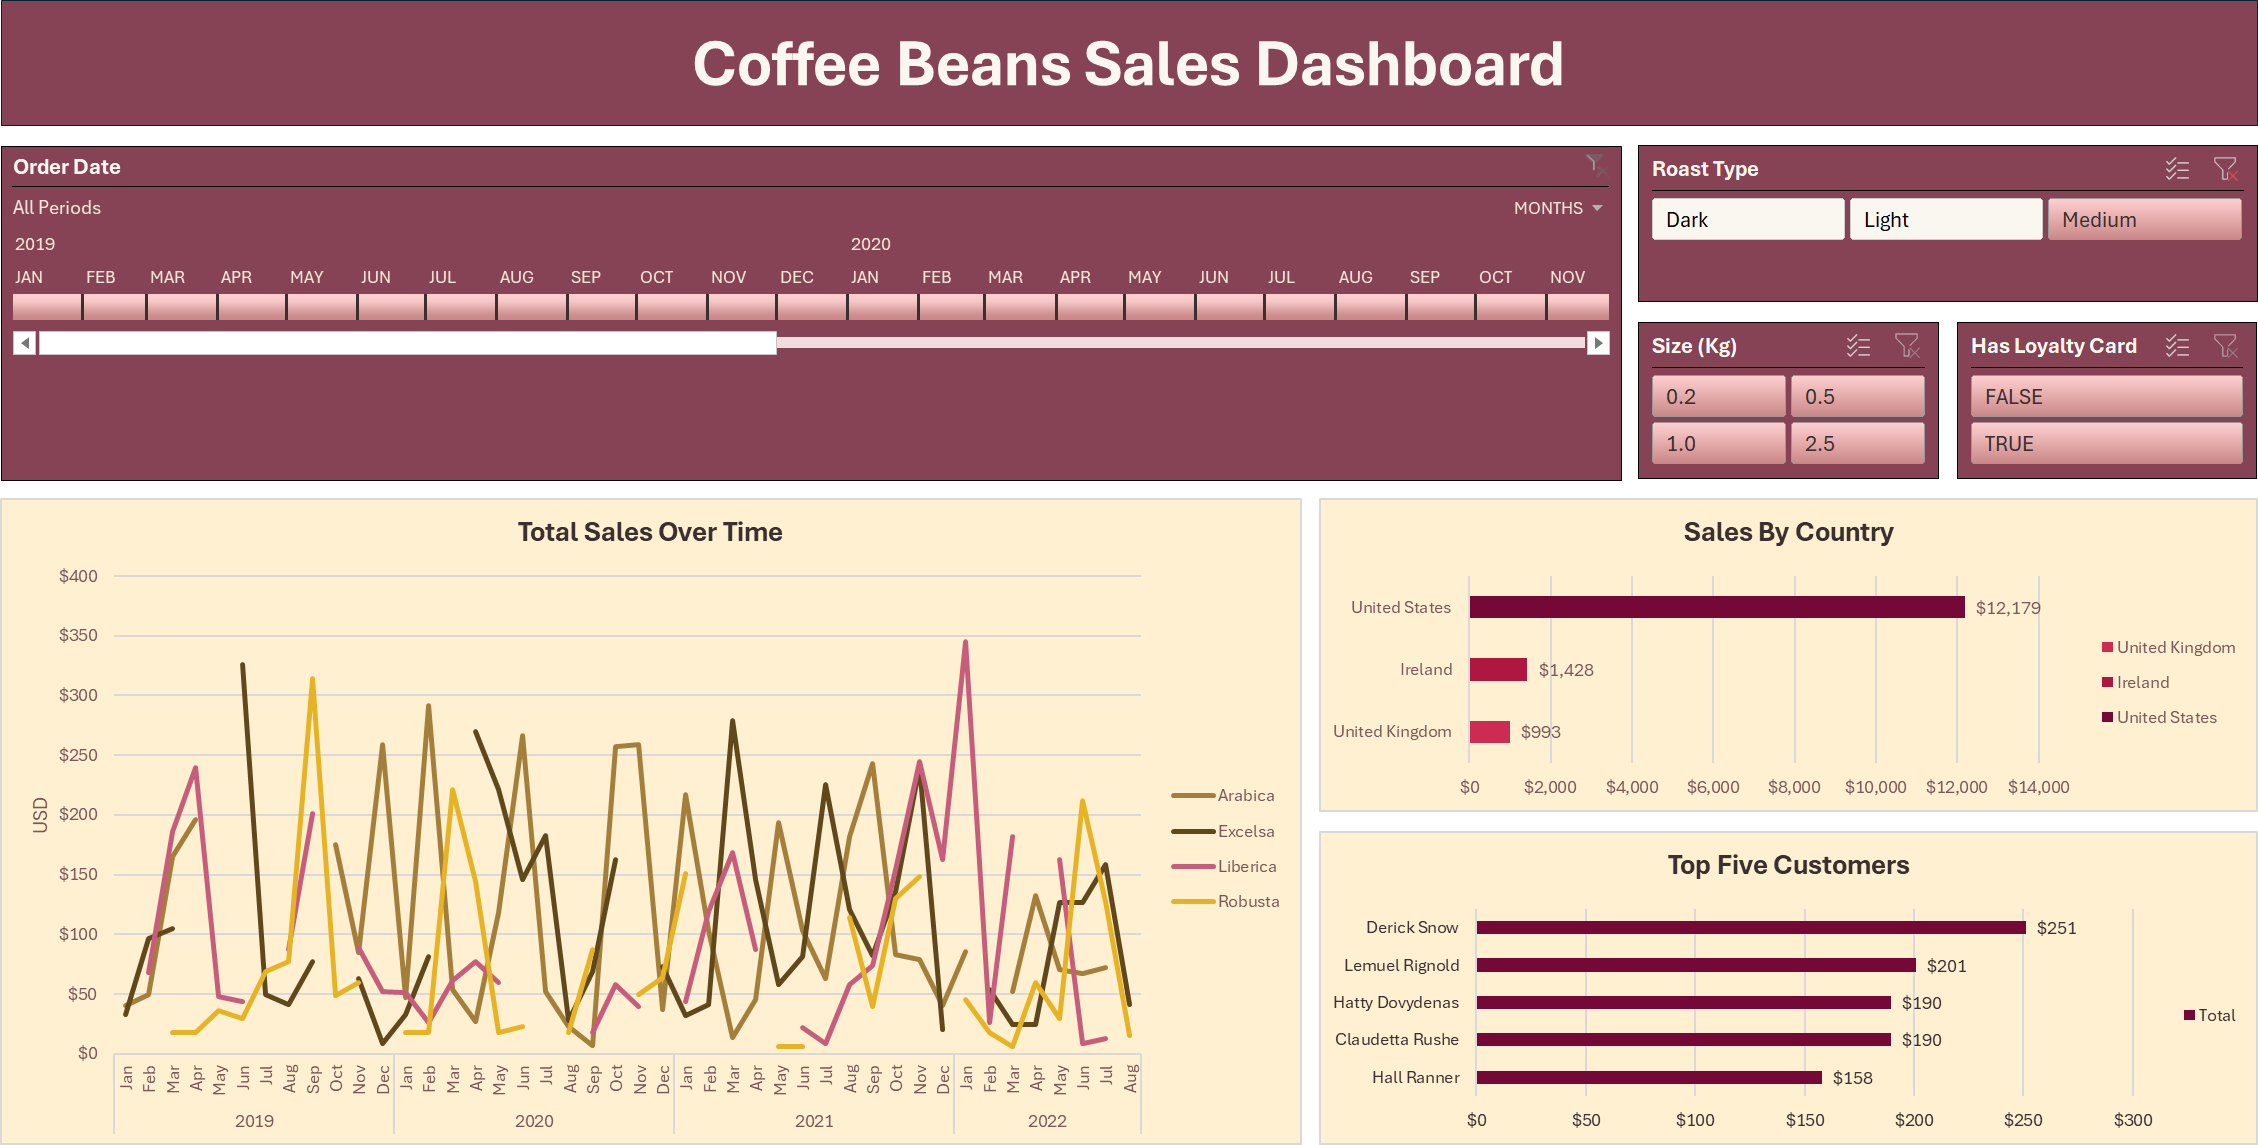 Coffee Beans Sales Dashboard
Order Date
All Periods
MONTHS
2019 2020
JAN FEB MAR APR MAY JUN JUL AUG SEP OCT NOV DEC JAN FEB MAR APR MAY JUN JUL AUG SEP OCT NOV
Roast Type
Dark Light Medium
Size (Kg)
0.2 0.5
1.0 2.5
Has Loyalty Card
FALSE
TRUE
Total Sales Over Time
USD
$400
$350
$300
$250
$200
$150
$100
$50
$0
Jan Feb Mar Apr May Jun Jul Aug Sep Oct Nov Dec Jan Feb Mar Apr May Jun Jul Aug Sep Oct Nov Dec Jan Feb Mar Apr May Jun Jul Aug Sep Oct Nov Dec Jan Feb Mar Apr May Jun Jul Aug
2019 2020 2021 2022
Arabica
Excelsa
Liberica
Robusta
Sales By Country
United States $12,179
Ireland $1,428
United Kingdom $993
$0 $2,000 $4,000 $6,000 $8,000 $10,000 $12,000 $14,000
United Kingdom
Ireland
United States
Top Five Customers
Derick Snow $251
Lemuel Rignold $201
Hatty Dovydenas $190
Claudetta Rushe $190
Hall Ranner $158
$0 $50 $100 $150 $200 $250 $300
Total